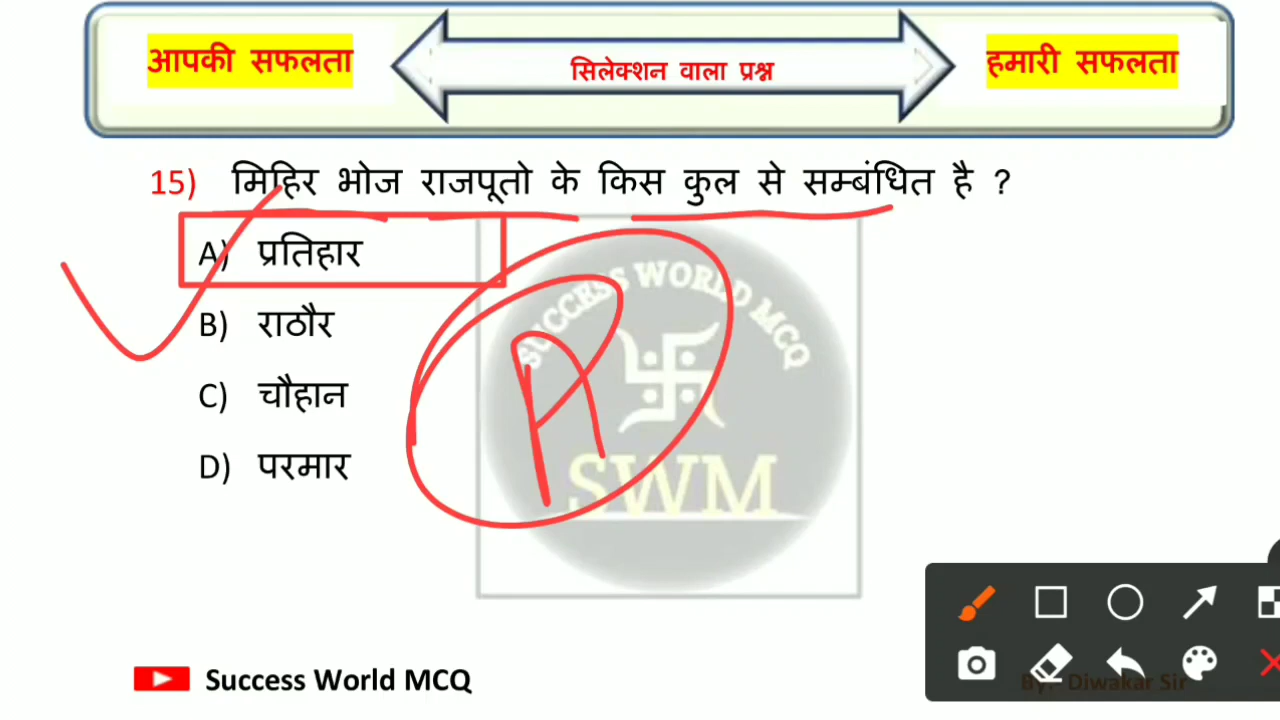 आपकी सफलता
सिलेक्शन वाला प्रश्न
हमारी सफलता
15) मिहिर भोज राजपूतो के किस कुल से सम्बंधित है ?
A) प्रतिहार
B) राठौर
C) चौहान
D) परमार
SUCCESS WORLD MCQ
SWM
R
Success World MCQ
By: Diwakar Sir